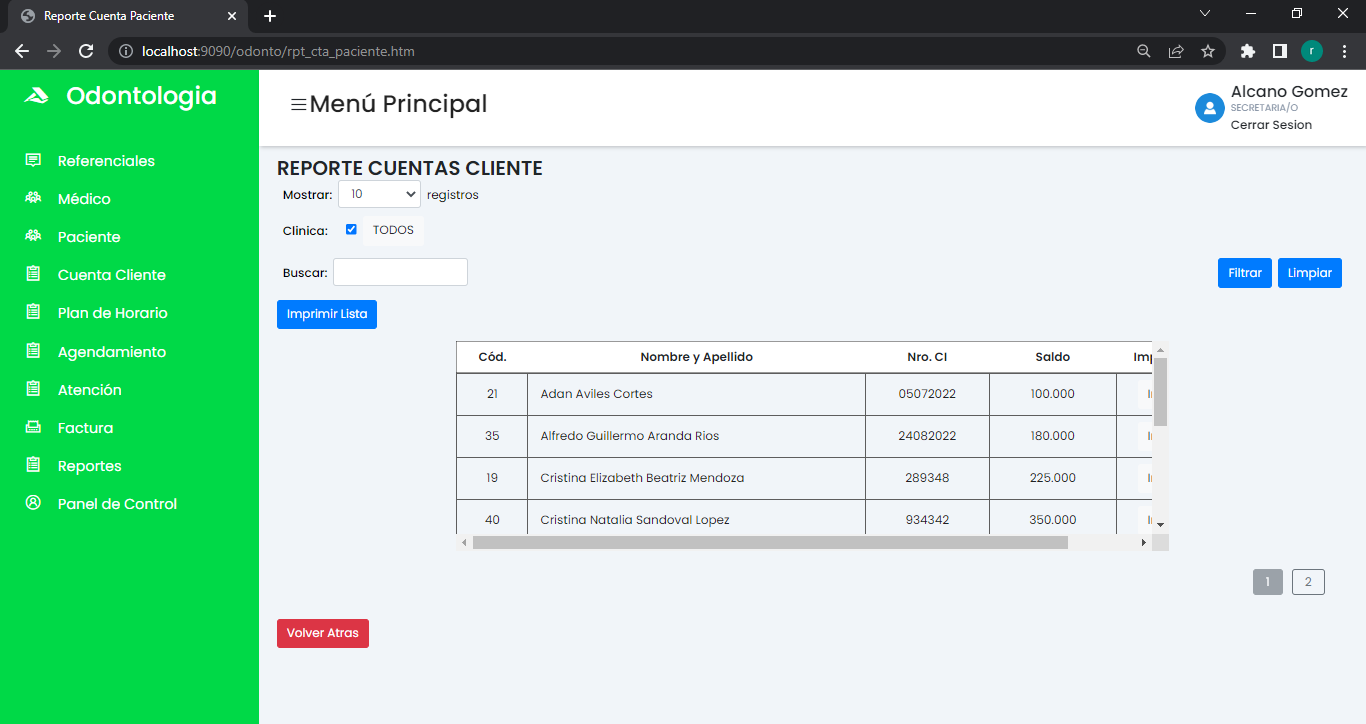 Reporte Cuenta Paciente
localhost:9090/odonto/rpt_cta_paciente.htm
r
Odontologia
Menú Principal
Alcano Gomez
SECRETARIA/O
Cerrar Sesion
Referenciales
Médico
Paciente
Cuenta Cliente
Plan de Horario
Agendamiento
Atención
Factura
Reportes
Panel de Control
REPORTE CUENTAS CLIENTE
Mostrar: 10 registros
Clinica: TODOS
Buscar:
Filtrar Limpiar
Imprimir Lista
Cód. Nombre y Apellido Nro. CI Saldo
21 Adan Aviles Cortes 05072022 100.000
35 Alfredo Guillermo Aranda Rios 24082022 180.000
19 Cristina Elizabeth Beatriz Mendoza 289348 225.000
40 Cristina Natalia Sandoval Lopez 934342 350.000
1 2
Volver Atras